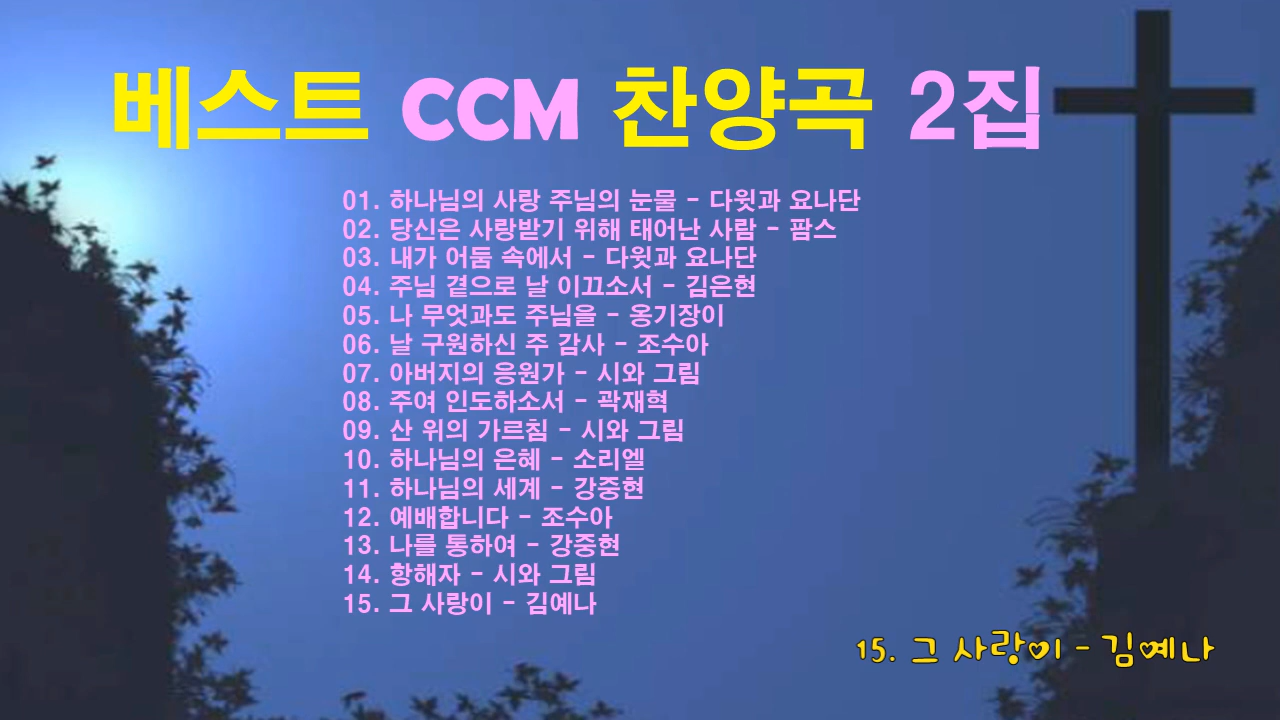 베스트 CCM 찬양곡 2집
01. 하나님의 사랑 주님의 눈물 - 다윗과 요나단
02. 당신은 사랑받기 위해 태어난 사람 - 팜스
03. 내가 어둠 속에서 - 다윗과 요나단
04. 주님 곁으로 날 이끄소서 - 김은현
05. 나 무엇과도 주님을 - 옹기장이
06. 날 구원하신 주 감사 - 조수아
07. 아버지의 응원가 - 시와 그림
08. 주여 인도하소서 - 곽재혁
09. 산 위의 가르침 - 시와 그림
10. 하나님의 은혜 - 소리엘
11. 하나님의 세계 - 강중현
12. 예배합니다 - 조수아
13. 나를 통하여 - 강중현
14. 항해자 - 시와 그림
15. 그 사랑이 - 김예나
15. 그 사랑이 - 김예나